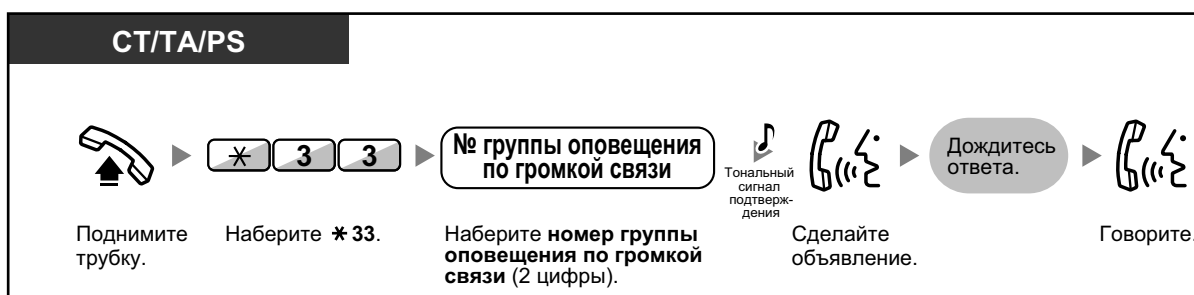 CT/TA/PS
* 3 3
№ группы оповещения
по громкой связи
Тональный
сигнал
подтверж-
дения
Дождитесь
ответа.
Поднимите
трубку.
Наберите *33.
Наберите номер группы
оповещения по громкой
связи (2 цифры).
Сделайте
объявление.
Говорите.